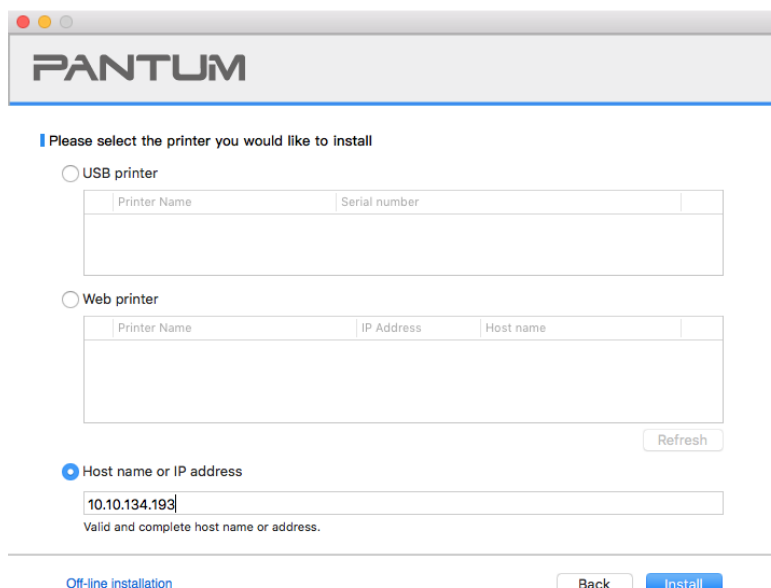 PANTUM
Please select the printer you would like to install
USB printer
Printer Name Serial number
Web printer
Printer Name IP Address Host name
Refresh
Host name or IP address
10.10.134.193
Valid and complete host name or address.
Off-line installation Back Install